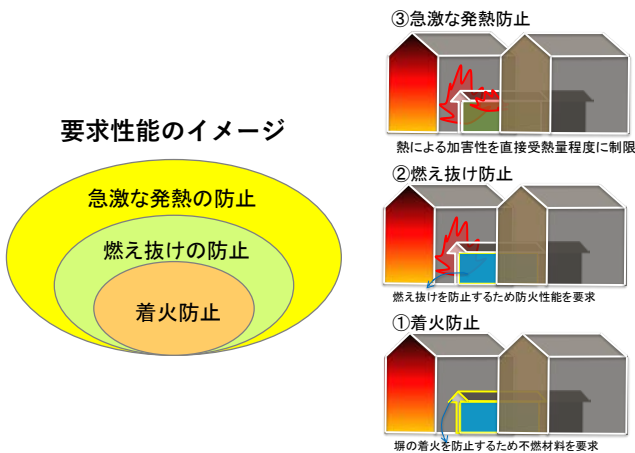 要求性能のイメージ
急激な発熱の防止
燃え抜けの防止
着火防止
③急激な発熱防止
熱による加害性を直接受熱量程度に制限
②燃え抜け防止
燃え抜けを防止するため防火性能を要求
①着火防止
塀の着火を防止するため不燃材料を要求